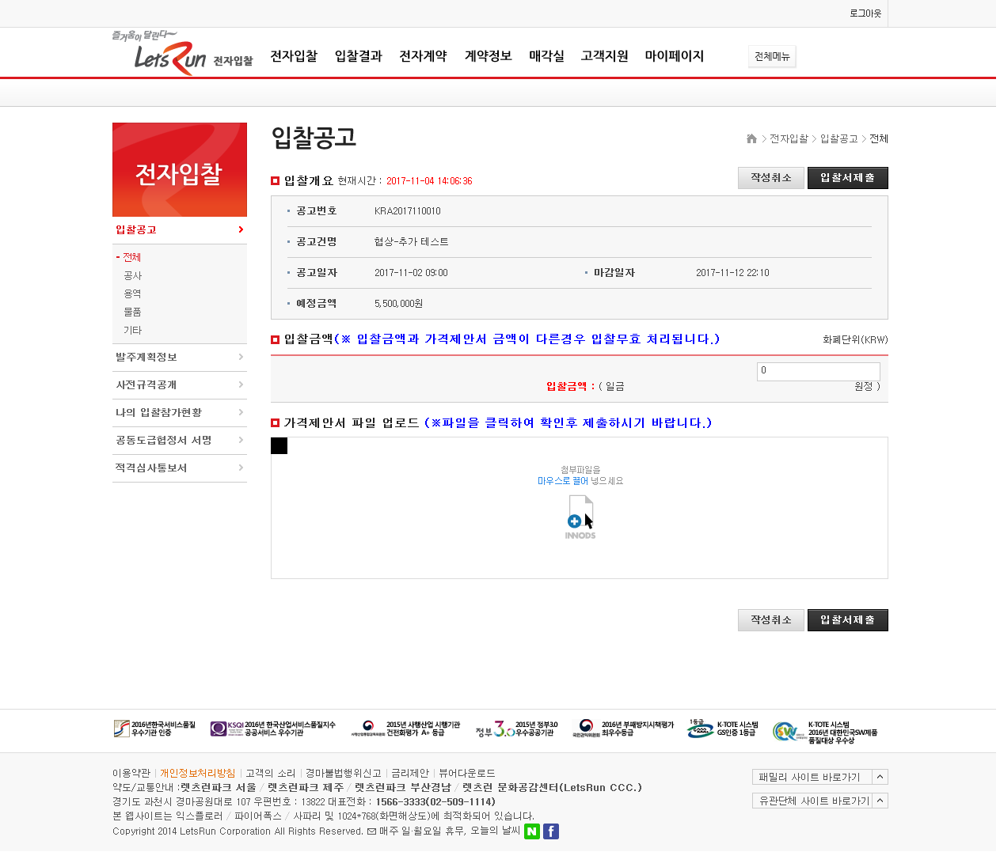 로그아웃
즐거움이 달린다~
LetsRun 전자입찰
전자입찰 입찰결과 전자계약 계약정보 매각실 고객지원 마이페이지 전체메뉴
전자입찰
입찰공고
- 전체
공사
용역
물품
기타
발주계획정보
사전규격공개
나의 입찰참가현황
공동도급협정서 서명
적격심사통보서
입찰공고
> 전자입찰 > 입찰공고 > 전체
입찰개요 현재시간 : 2017-11-04 14:06:36
작성취소 입찰서제출
공고번호 KRA2017110010
공고건명 협상-추가 테스트
공고일자 2017-11-02 09:00 마감일자 2017-11-12 22:10
예정금액 5,500,000원
입찰금액(※ 입찰금액과 가격제안서 금액이 다른경우 입찰무효 처리됩니다.) 화폐단위(KRW)
0
입찰금액 : ( 일금 원정 )
가격제안서 파일 업로드 (※파일을 클릭하여 확인후 제출하시기 바랍니다.)
첨부파일을
마우스로 끌어 넣으세요
INNODS
작성취소 입찰서제출
2016년한국서비스품질
우수기관 인증
KSQI 2016년 한국산업서비스품질지수
공공서비스 우수기관
2015년 사행산업 시행기관
건전화평가 A+ 등급
정부3.0 2015년 정부3.0
우수공공기관
국민권익위원회 2016년 부패방지시책평가
최우수등급
1등급 K-TOTE 시스템
GS인증 1등급
K-TOTE 시스템
2016년 대한민국SW제품
품질대상 우수상
이용약관 | 개인정보처리방침 | 고객의 소리 | 경마불법행위신고 | 금리제안 | 뷰어다운로드
약도/교통안내 :렛츠런파크 서울 / 렛츠런파크 제주 / 렛츠런파크 부산경남 / 렛츠런 문화공감센터(LetsRun CCC.)
경기도 과천시 경마공원대로 107 우편번호 : 13822 대표전화 : 1566-3333(02-509-1114)
본 웹사이트는 익스플로러 / 파이어폭스 / 사파리 및 1024*768(화면해상도)에 최적화되어 있습니다.
Copyright 2014 LetsRun Corporation All Rights Reserved. 매주 일·월요일 휴무, 오늘의 날씨 N f
패밀리 사이트 바로가기
유관단체 사이트 바로가기